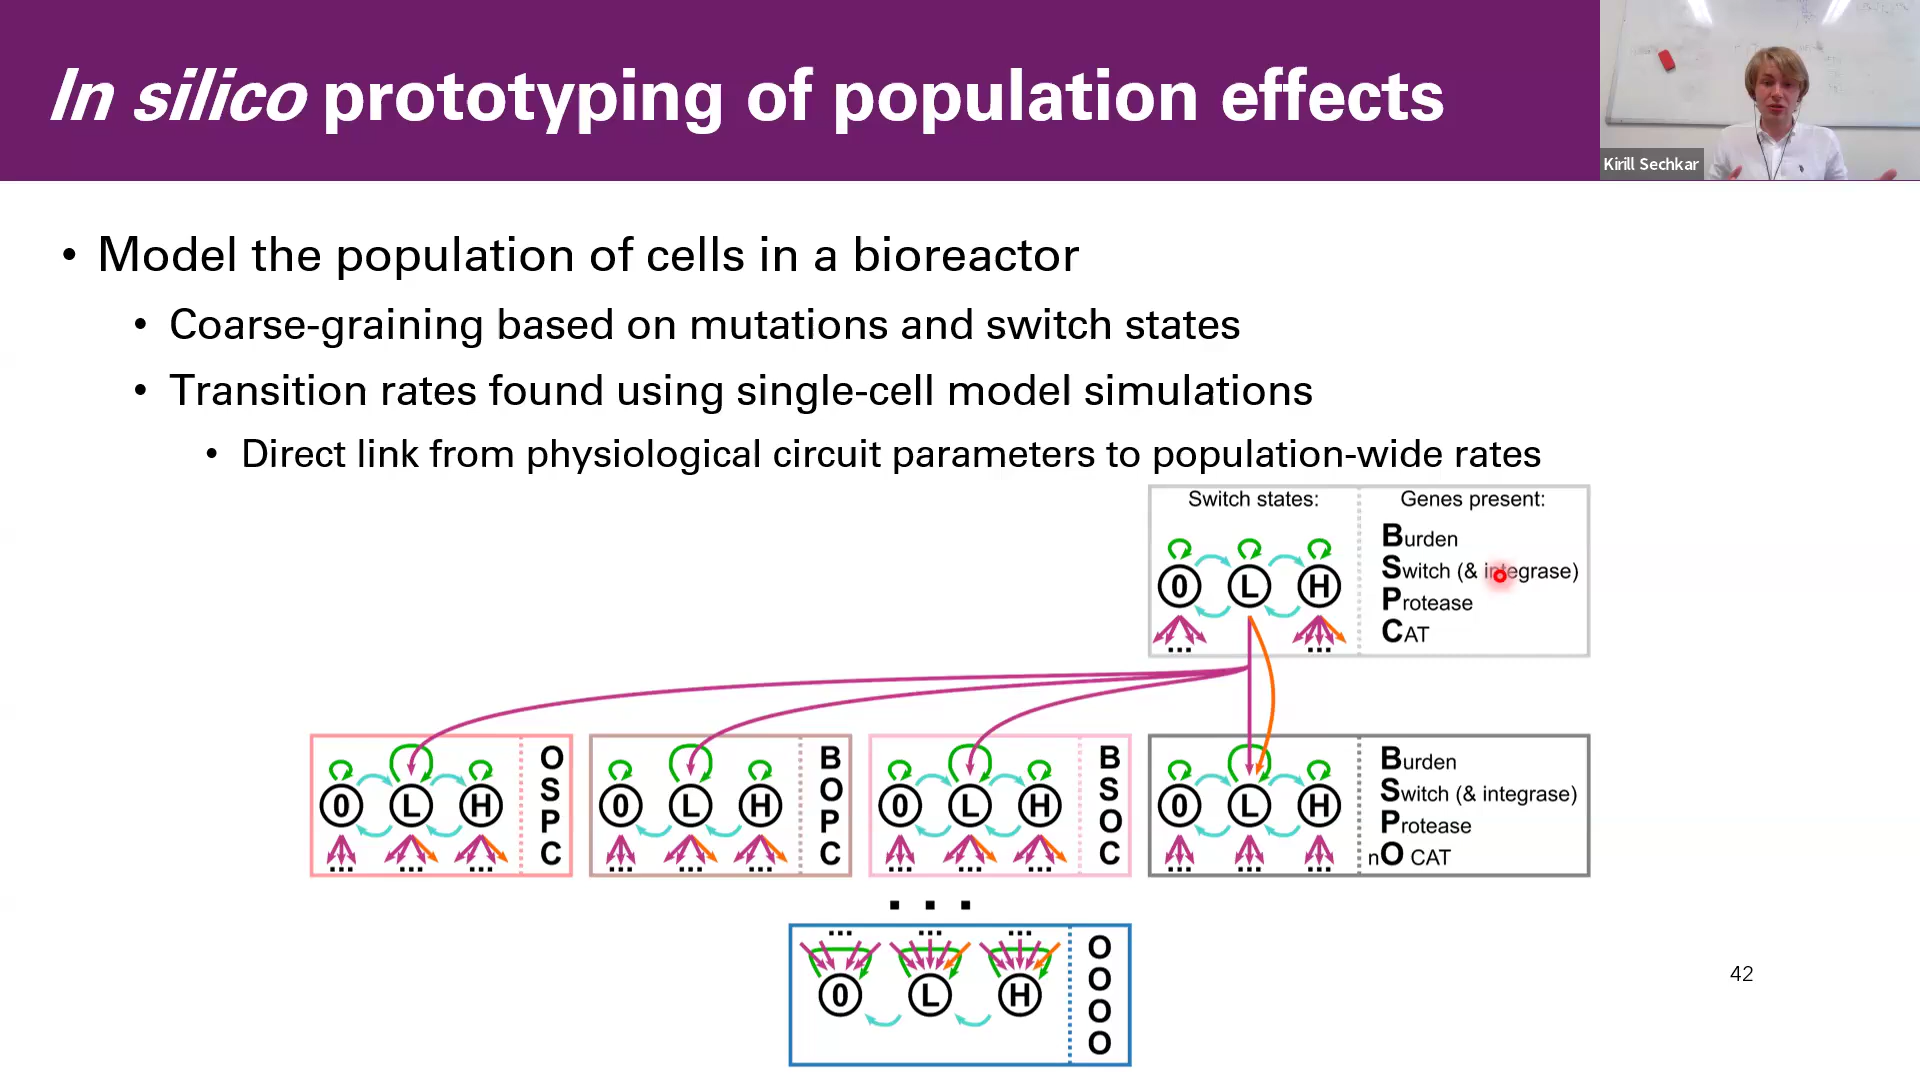 In silico prototyping of population effects
Kirill Sechkar
• Model the population of cells in a bioreactor
• Coarse-graining based on mutations and switch states
• Transition rates found using single-cell model simulations
• Direct link from physiological circuit parameters to population-wide rates
Switch states: Genes present:
Burden
Switch (& integrase)
Protease
CAT
0 L H
...
...
0 L H
O
S
P
C
... ... ...
0 L H
B
O
P
C
... ... ...
0 L H
B
S
O
C
... ... ...
0 L H
Burden
Switch (& integrase)
Protease
nO CAT
... ... ...
...
... ... ...
0 L H
O
O
O
O
42